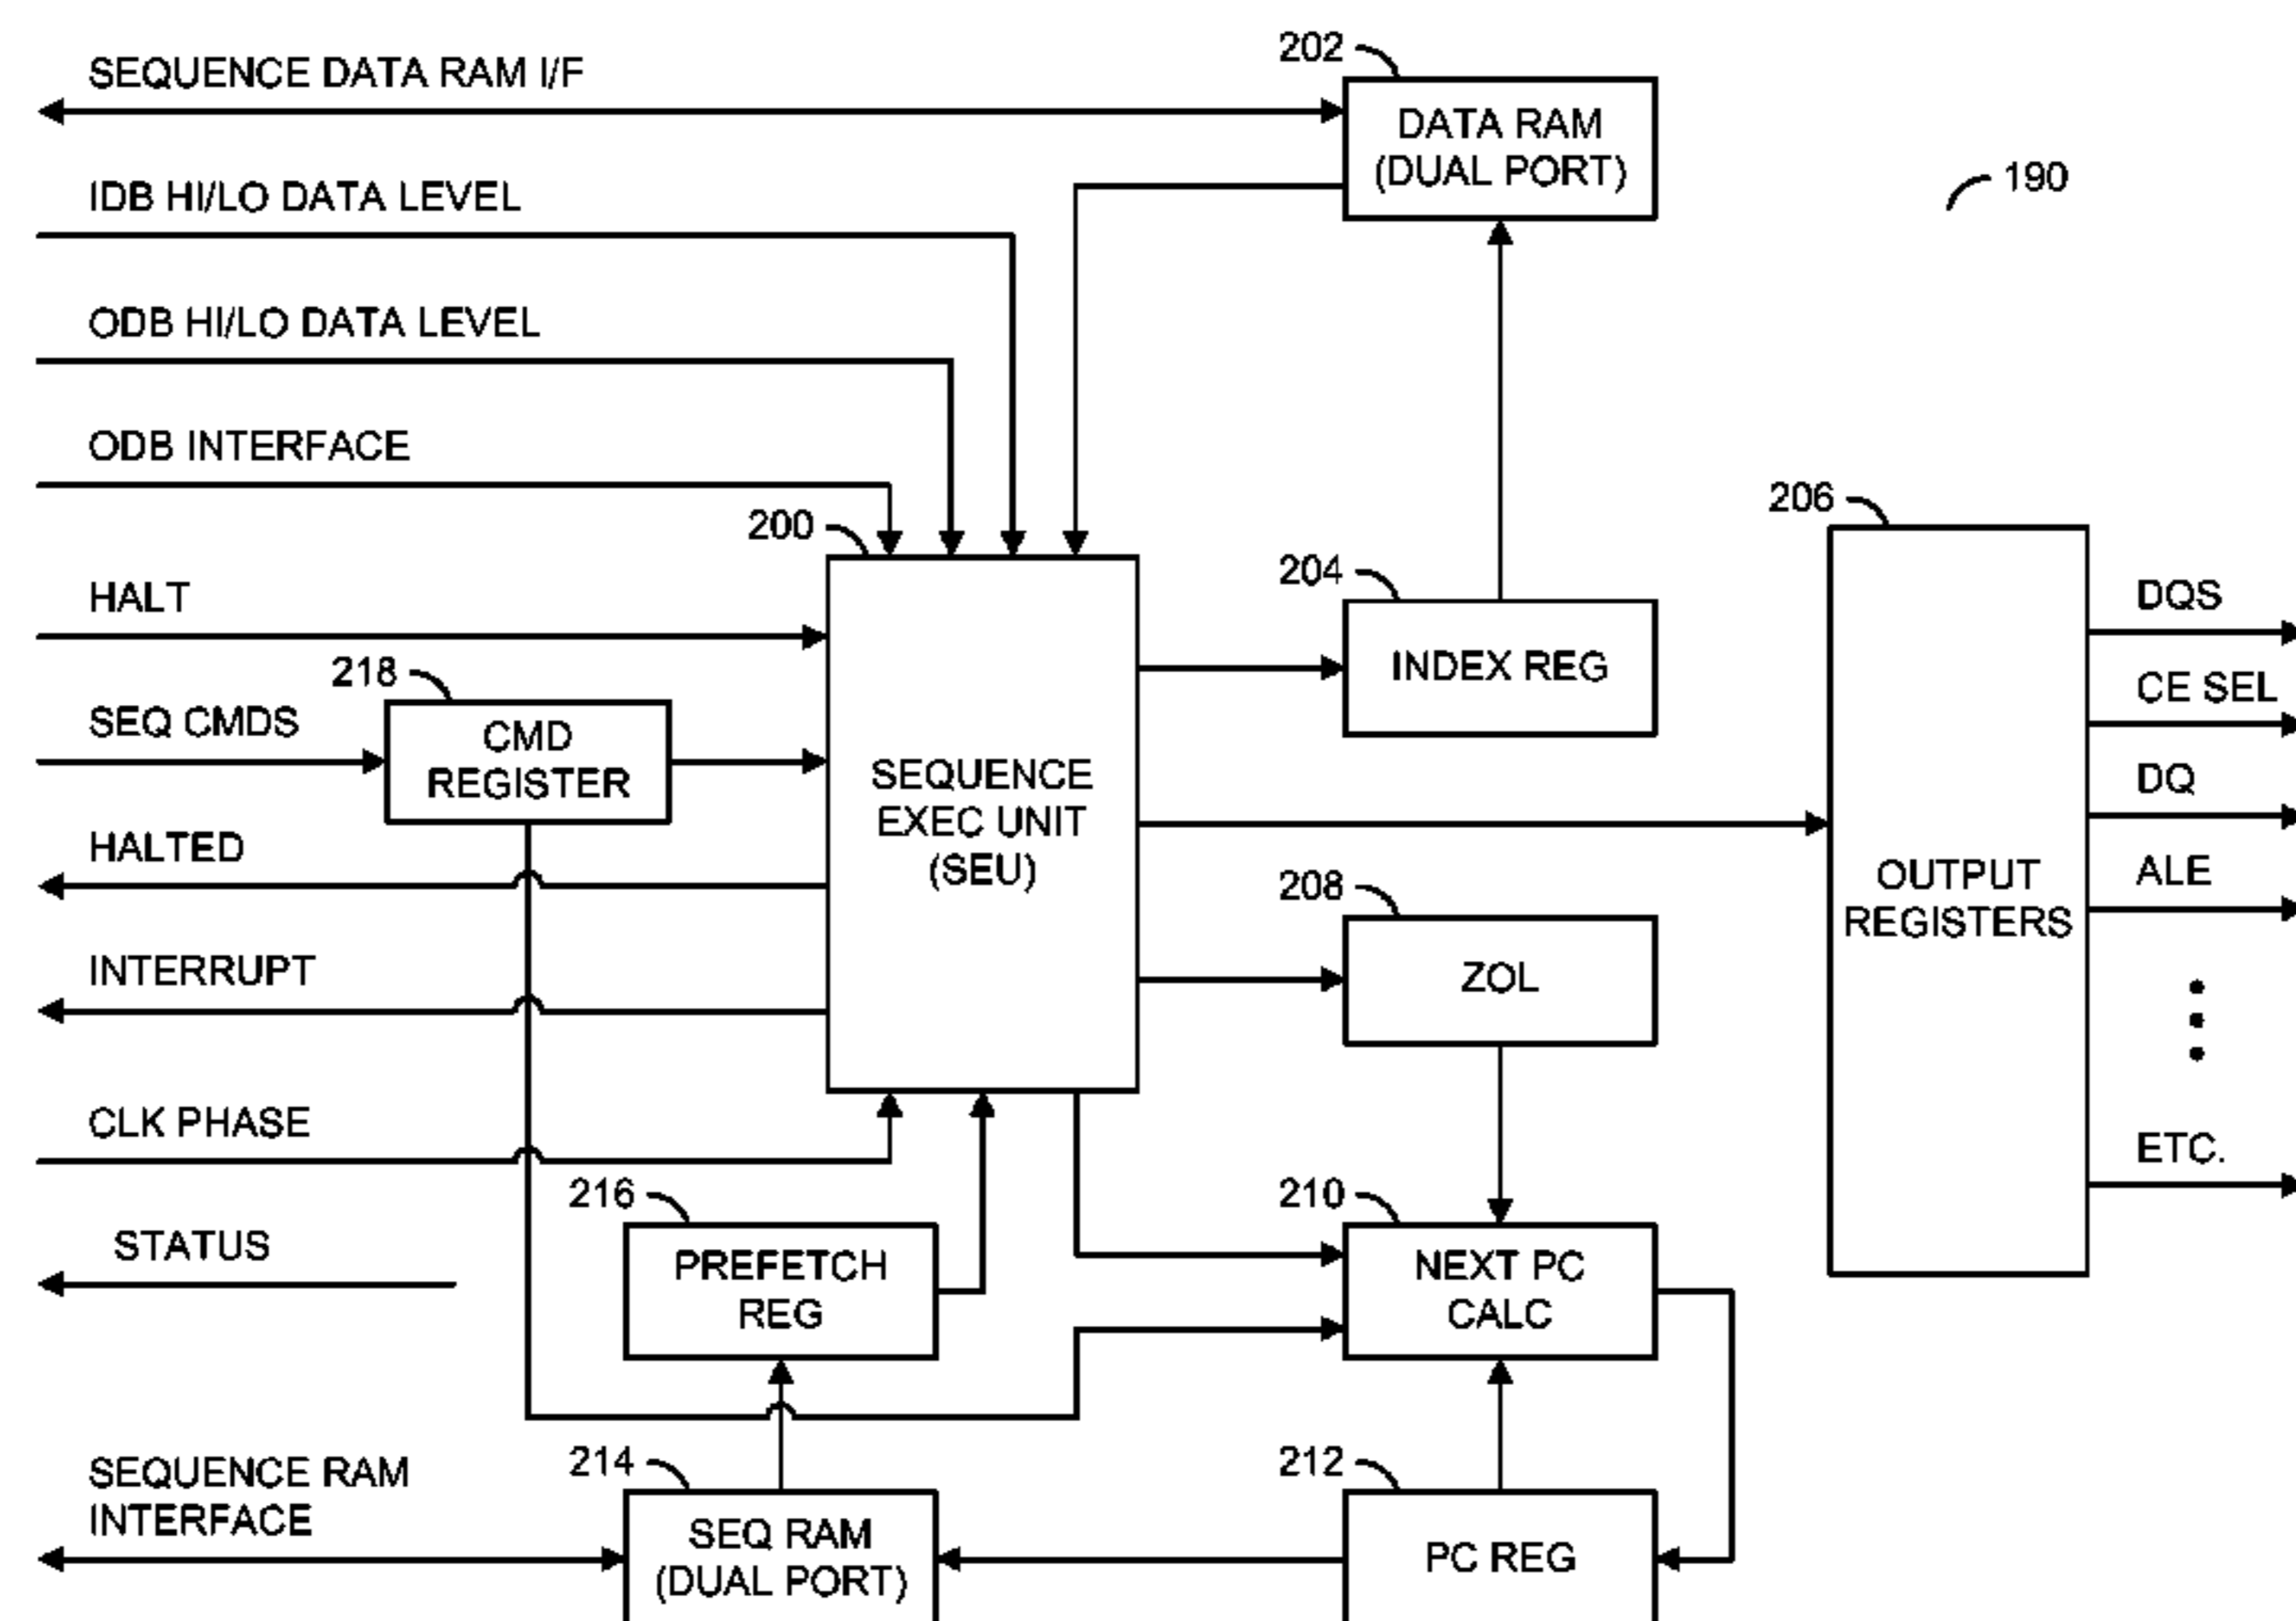 202
SEQUENCE DATA RAM I/F
DATA RAM
(DUAL PORT)
190
IDB HI/LO DATA LEVEL
ODB HI/LO DATA LEVEL
ODB INTERFACE
200
204
206
HALT
INDEX REG
DQS
218
SEQ CMDS
CMD
REGISTER
CE SEL
SEQUENCE
EXEC UNIT
(SEU)
DQ
HALTED
208
OUTPUT
REGISTERS
ALE
INTERRUPT
ZOL
CLK PHASE
ETC.
216
210
STATUS
PREFETCH
REG
NEXT PC
CALC
214
212
SEQUENCE RAM
INTERFACE
SEQ RAM
(DUAL PORT)
PC REG